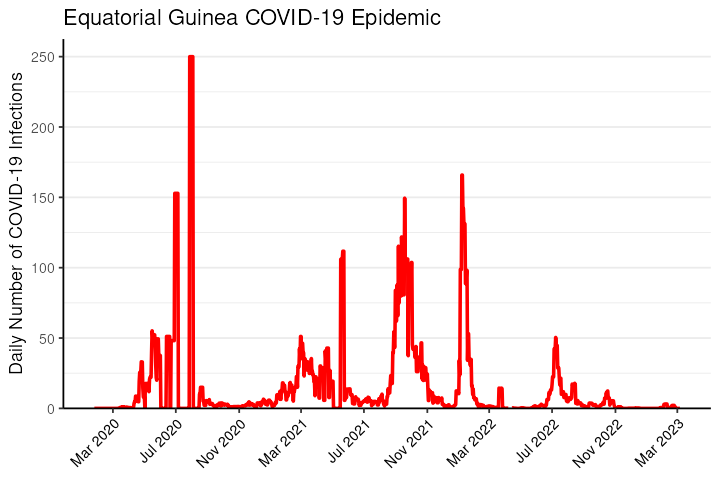 Equatorial Guinea COVID-19 Epidemic
Daily Number of COVID-19 Infections
250
200
150
100
50
0
Mar 2020
Jul 2020
Nov 2020
Mar 2021
Jul 2021
Nov 2021
Mar 2022
Jul 2022
Nov 2022
Mar 2023